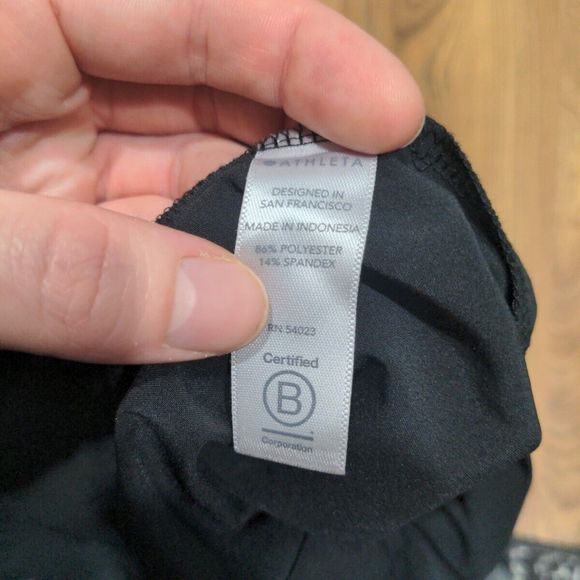 ATHLETA
DESIGNED IN
SAN FRANCISCO
MADE IN INDONESIA
86% POLYESTER
14% SPANDEX
RN 54023
Certified
B
Corporation